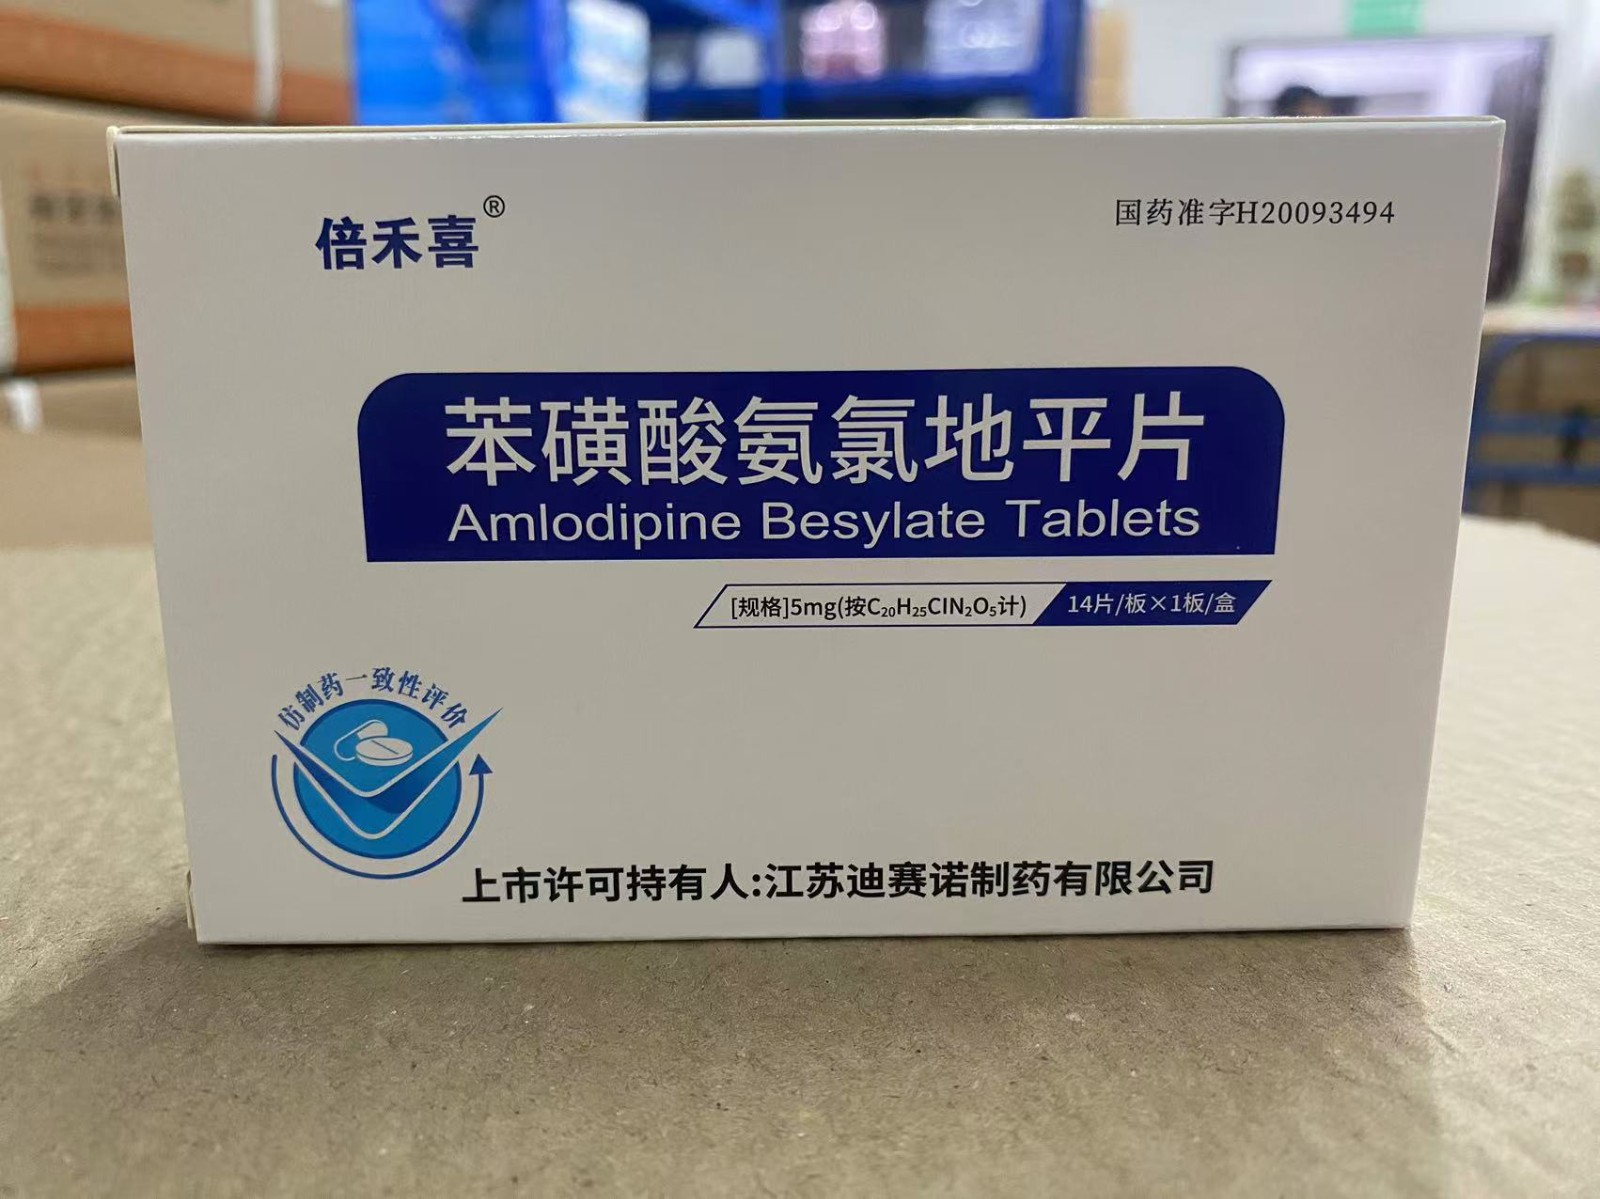 倍禾喜®
国药准字H20093494
苯磺酸氨氯地平片
Amlodipine Besylate Tablets
[规格]5mg(按C₂₀H₂₅ClN₂O₅计)
14片/板×1板/盒
仿制药一致性评价
上市许可持有人:江苏迪赛诺制药有限公司